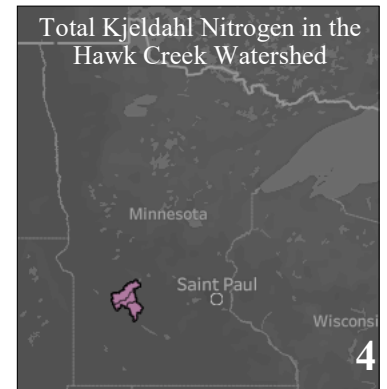 Total Kjeldahl Nitrogen in the
Hawk Creek Watershed
Minnesota
Saint Paul
Wisconsi
4